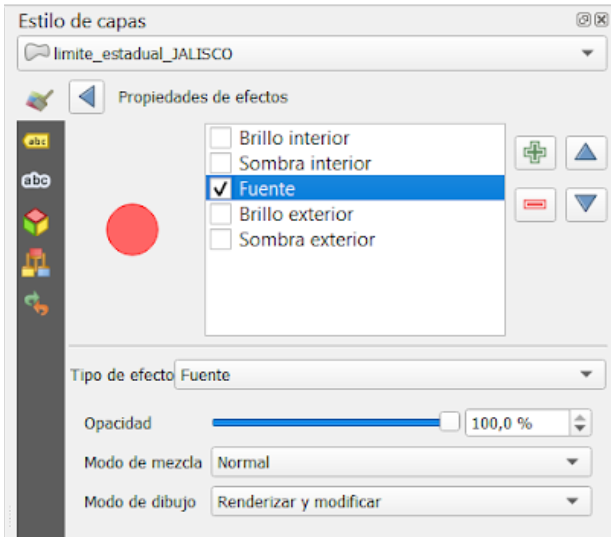 Estilo de capas
limite_estadual_JALISCO
Propiedades de efectos
Brillo interior
Sombra interior
Fuente
Brillo exterior
Sombra exterior
abc
abc
Tipo de efecto Fuente
Opacidad 100,0 %
Modo de mezcla Normal
Modo de dibujo Renderizar y modificar